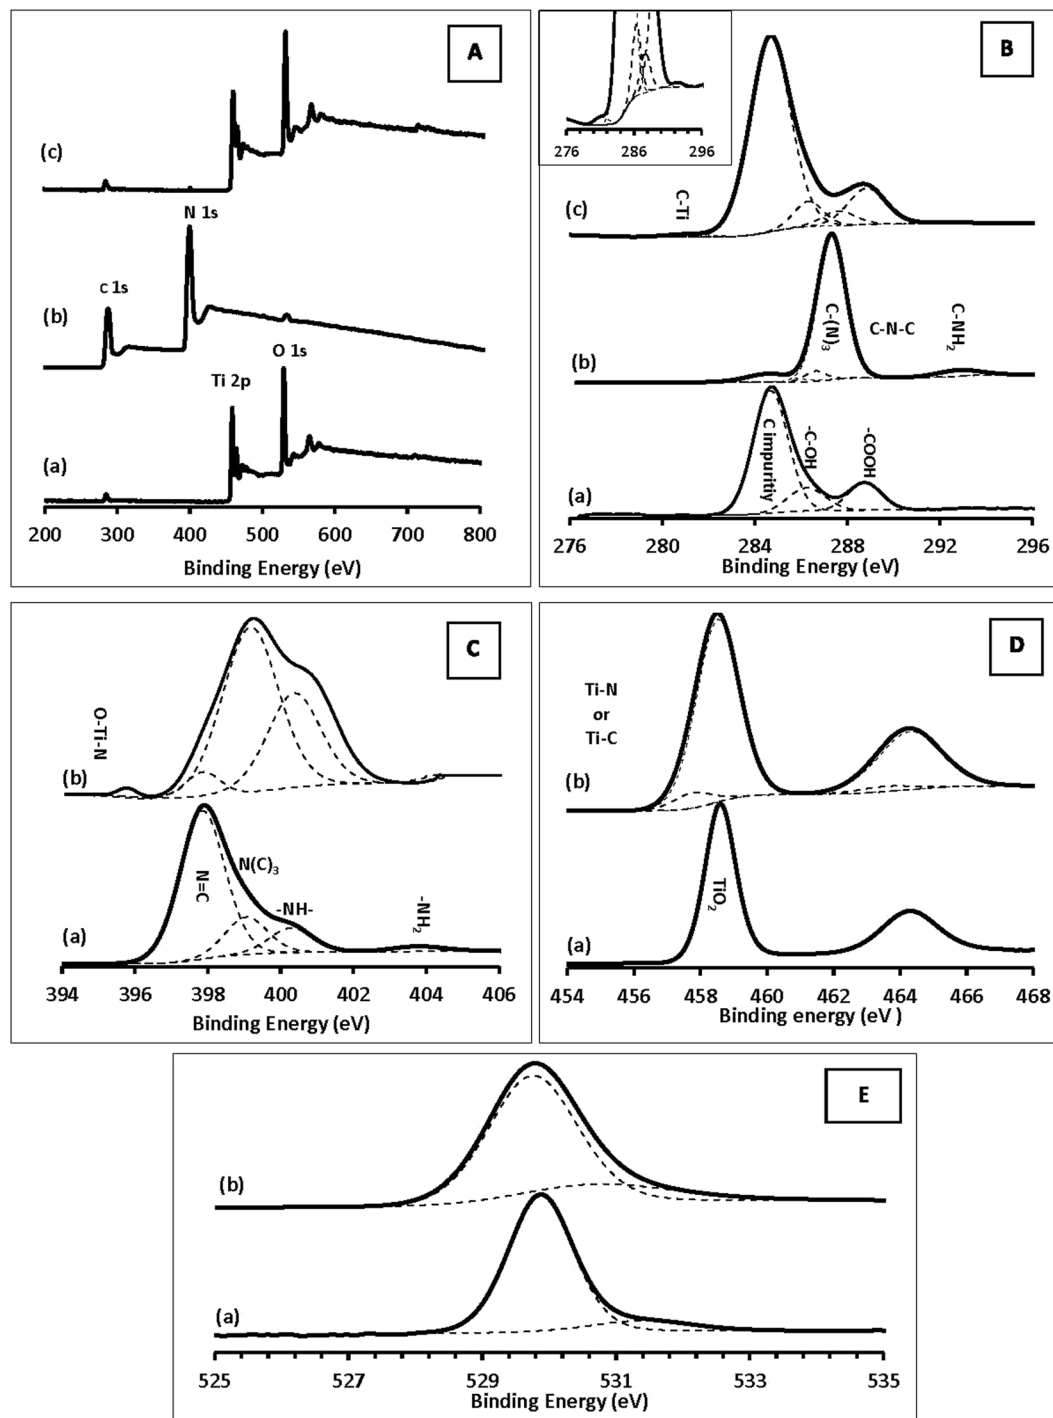 A
(c)
N 1s
C 1s
(b)
O 1s
Ti 2p
(a)
200 300 400 500 600 700 800
Binding Energy (eV)
B
276 286 296
C-Ti
(c)
C-(N)3
C-N-C
C-NH2
(b)
C impuritiy
-C-OH
-COOH
(a)
276 280 284 288 292 296
Binding Energy (eV)
C
O-Ti-N
(b)
N=C
N(C)3
-NH-
-NH2
(a)
394 396 398 400 402 404 406
Binding Energy (eV)
D
Ti-N
or
Ti-C
(b)
TiO2
(a)
454 456 458 460 462 464 466 468
Binding energy (eV )
E
(b)
(a)
525 527 529 531 533 535
Binding Energy (eV)